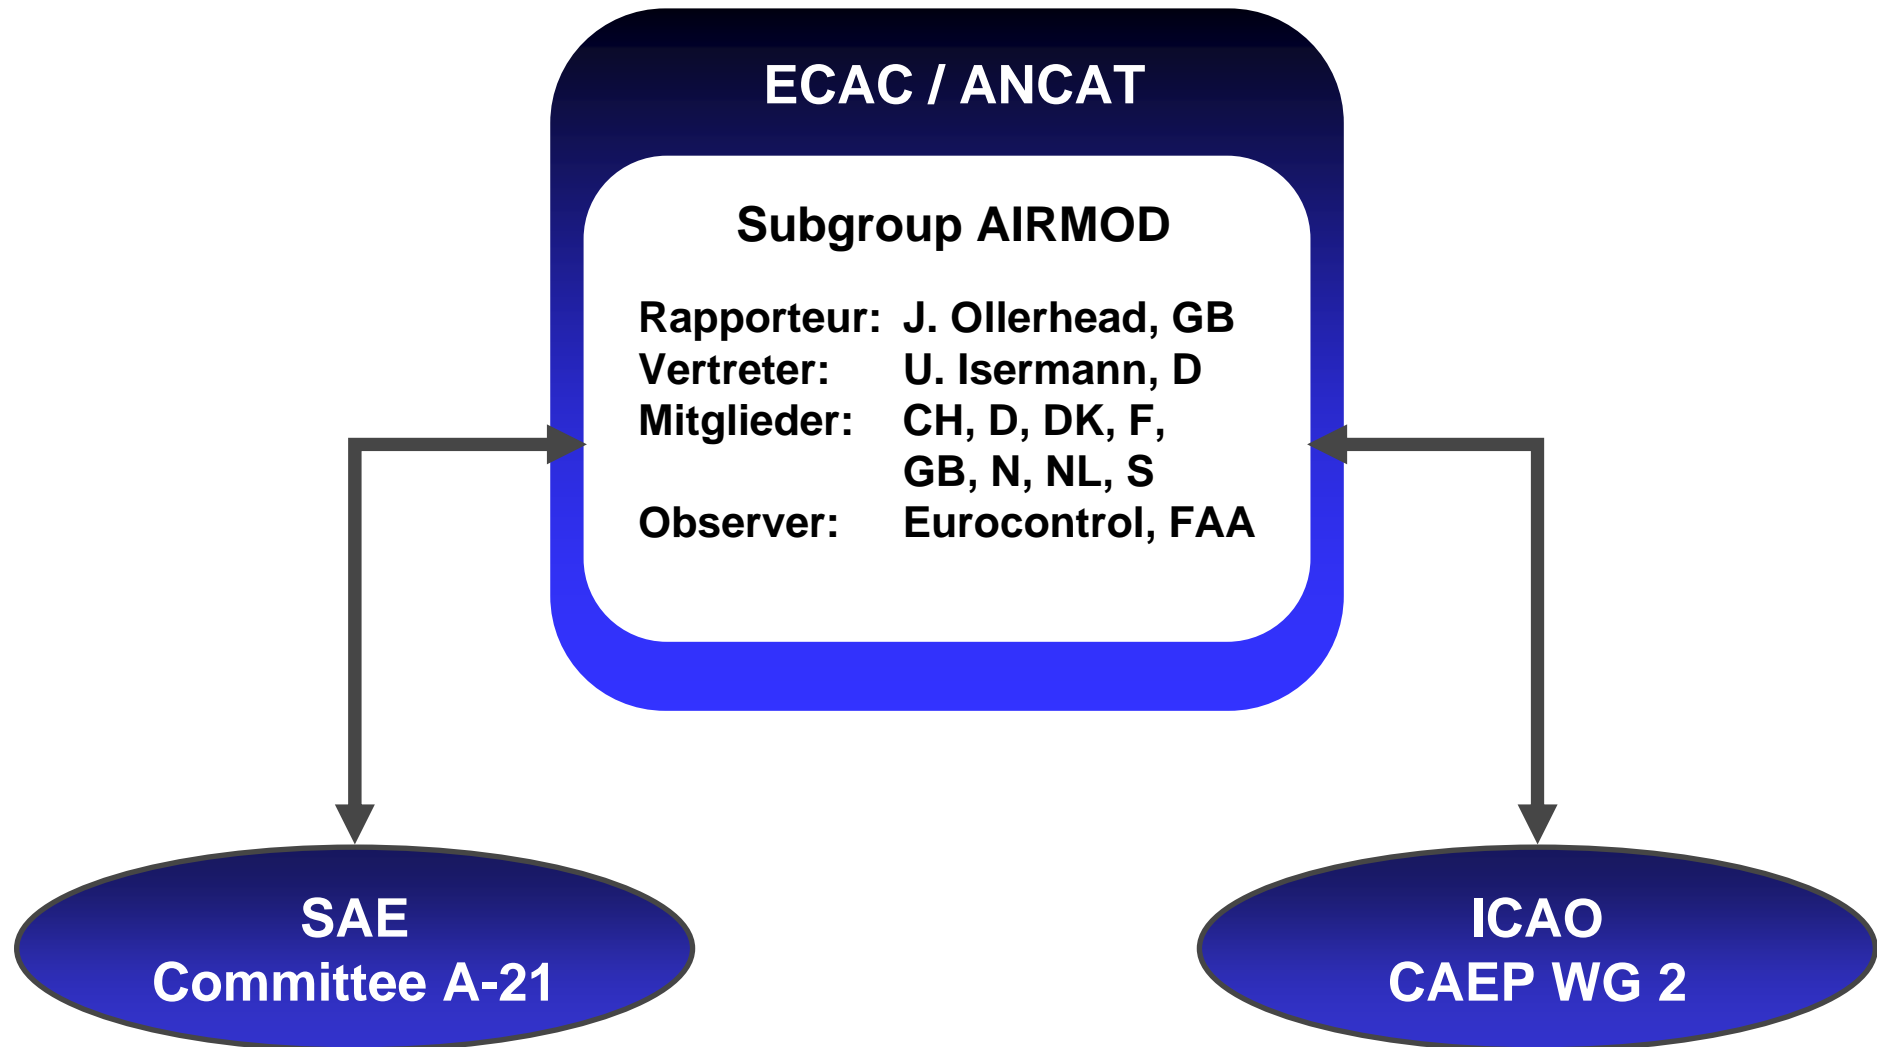 ECAC / ANCAT
Subgroup AIRMOD
Rapporteur: J. Ollerhead, GB
Vertreter: U. Isermann, D
Mitglieder: CH, D, DK, F,
GB, N, NL, S
Observer: Eurocontrol, FAA
SAE
Committee A-21
ICAO
CAEP WG 2